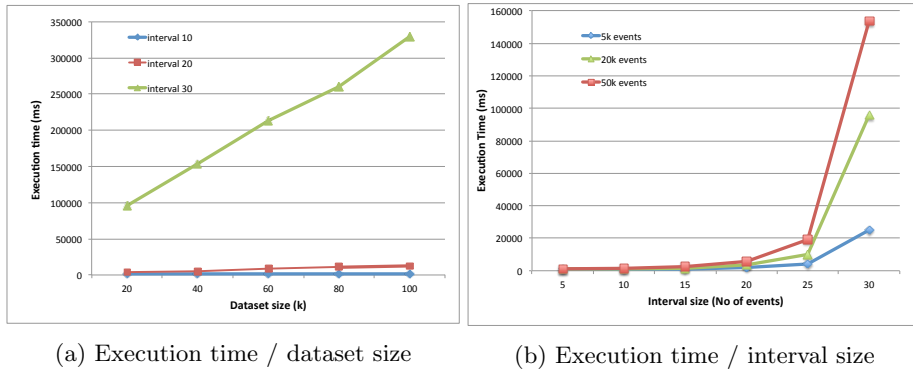 350000
300000
250000
200000
150000
100000
50000
0
Execution time (ms)
interval 10
interval 20
interval 30
20 40 60 80 100
Dataset size (k)
(a) Execution time / dataset size
160000
140000
120000
100000
80000
60000
40000
20000
0
Execution Time (ms)
5k events
20k events
50k events
5 10 15 20 25 30
Interval size (No of events)
(b) Execution time / interval size